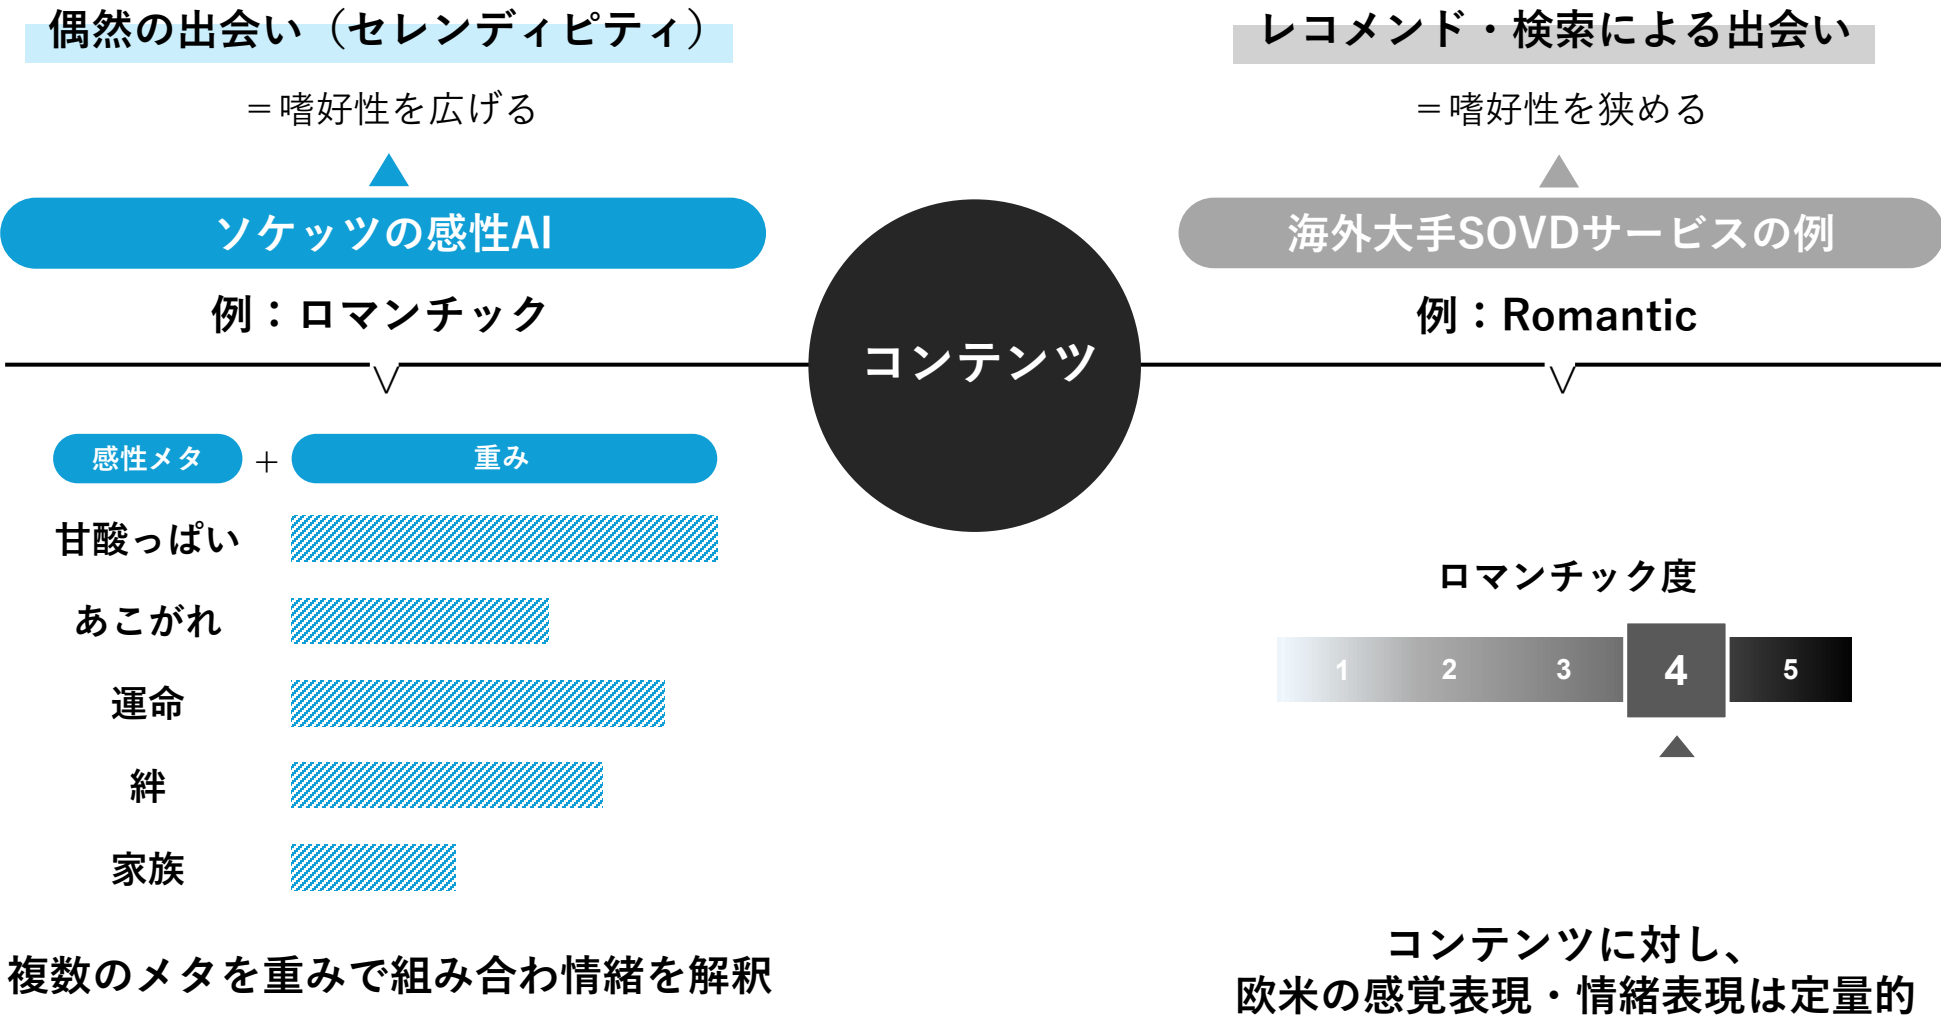 偶然の出会い（セレンディピティ）
＝嗜好性を広げる
ソケッツの感性AI
例：ロマンチック
感性メタ + 重み
甘酸っぱい
あこがれ
運命
絆
家族
複数のメタを重みで組み合わ情緒を解釈
コンテンツ
レコメンド・検索による出会い
＝嗜好性を狭める
海外大手SOVDサービスの例
例：Romantic
ロマンチック度
1 2 3 4 5
コンテンツに対し、
欧米の感覚表現・情緒表現は定量的